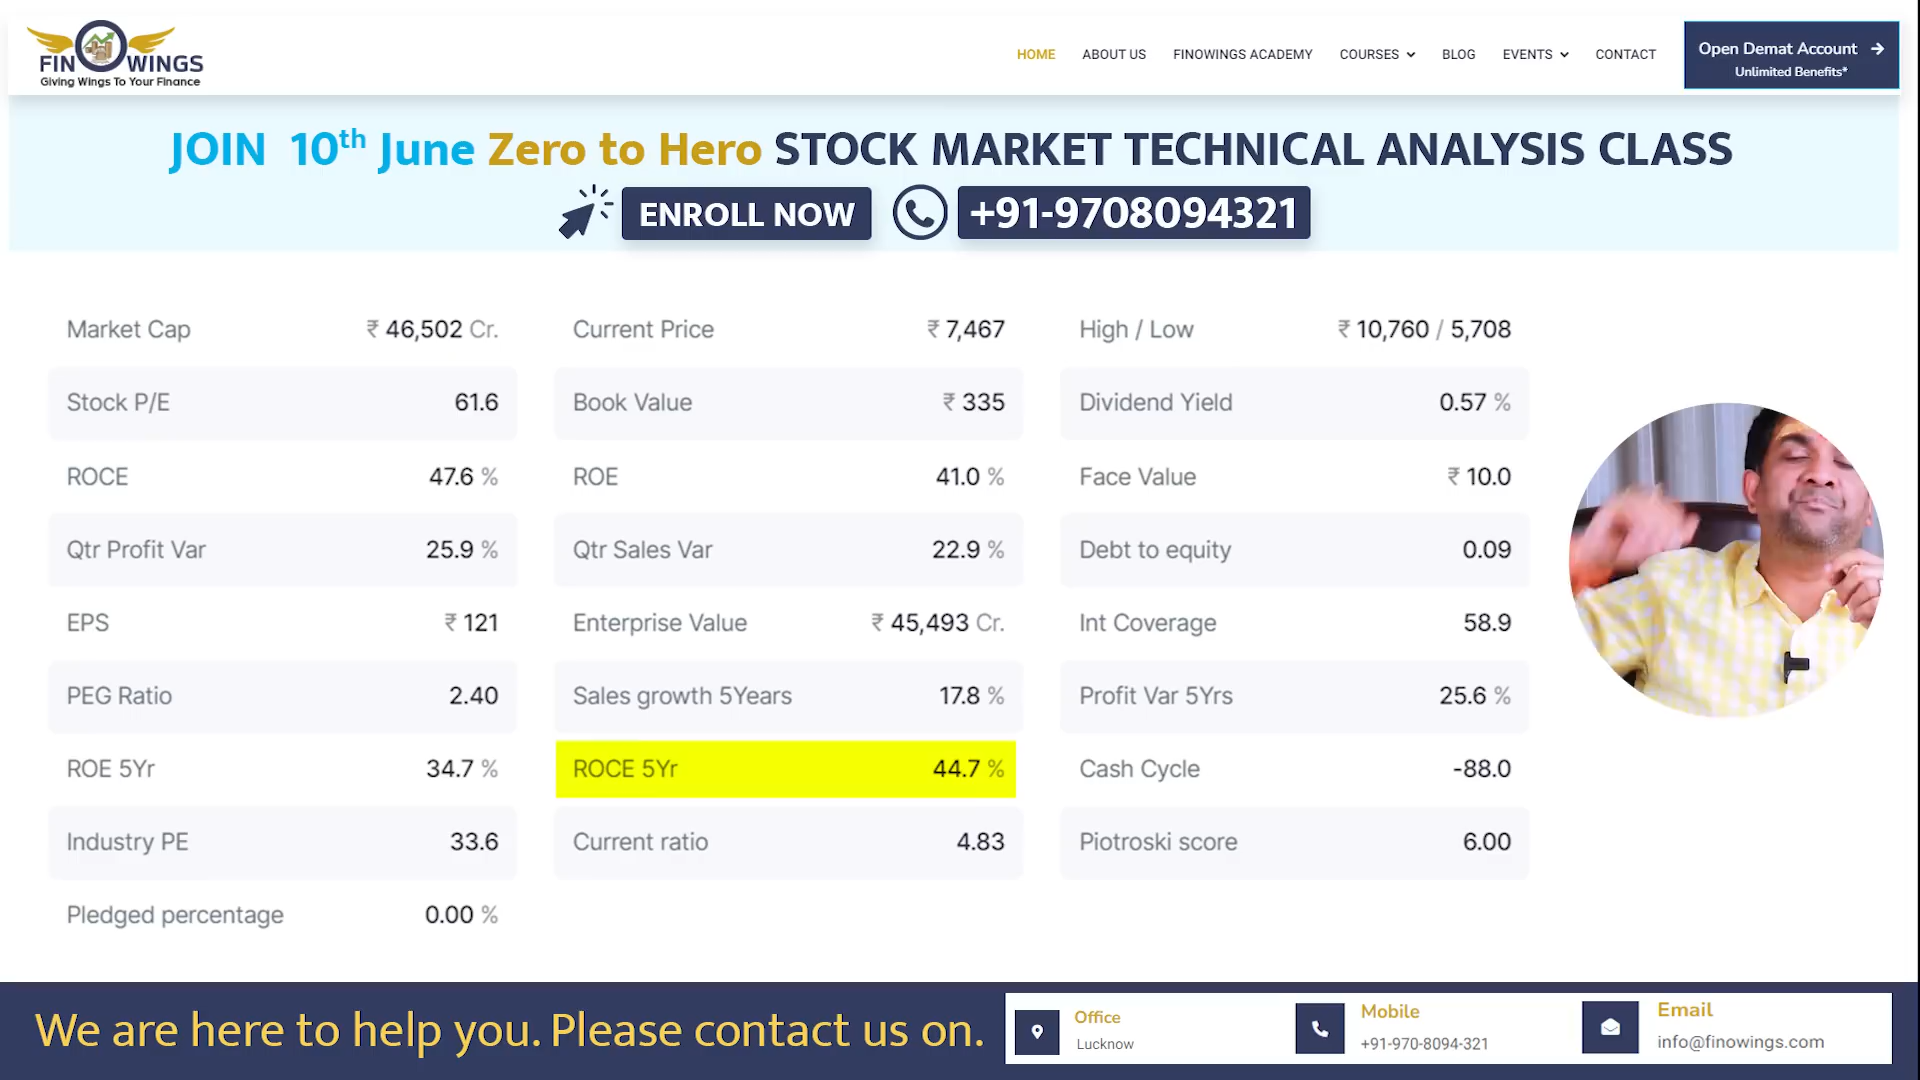 FINOWINGS
Giving Wings To Your Finance
HOME ABOUT US FINOWINGS ACADEMY COURSES BLOG EVENTS CONTACT
Open Demat Account
Unlimited Benefits*
JOIN 10th June Zero to Hero STOCK MARKET TECHNICAL ANALYSIS CLASS
ENROLL NOW +91-9708094321
Market Cap ₹ 46,502 Cr. Current Price ₹ 7,467 High / Low ₹ 10,760 / 5,708
Stock P/E 61.6 Book Value ₹ 335 Dividend Yield 0.57 %
ROCE 47.6 % ROE 41.0 % Face Value ₹ 10.0
Qtr Profit Var 25.9 % Qtr Sales Var 22.9 % Debt to equity 0.09
EPS ₹ 121 Enterprise Value ₹ 45,493 Cr. Int Coverage 58.9
PEG Ratio 2.40 Sales growth 5Years 17.8 % Profit Var 5Yrs 25.6 %
ROE 5Yr 34.7 % ROCE 5Yr 44.7 % Cash Cycle -88.0
Industry PE 33.6 Current ratio 4.83 Piotroski score 6.00
Pledged percentage 0.00 %
We are here to help you. Please contact us on.
Office
Lucknow
Mobile
+91-970-8094-321
Email
info@finowings.com